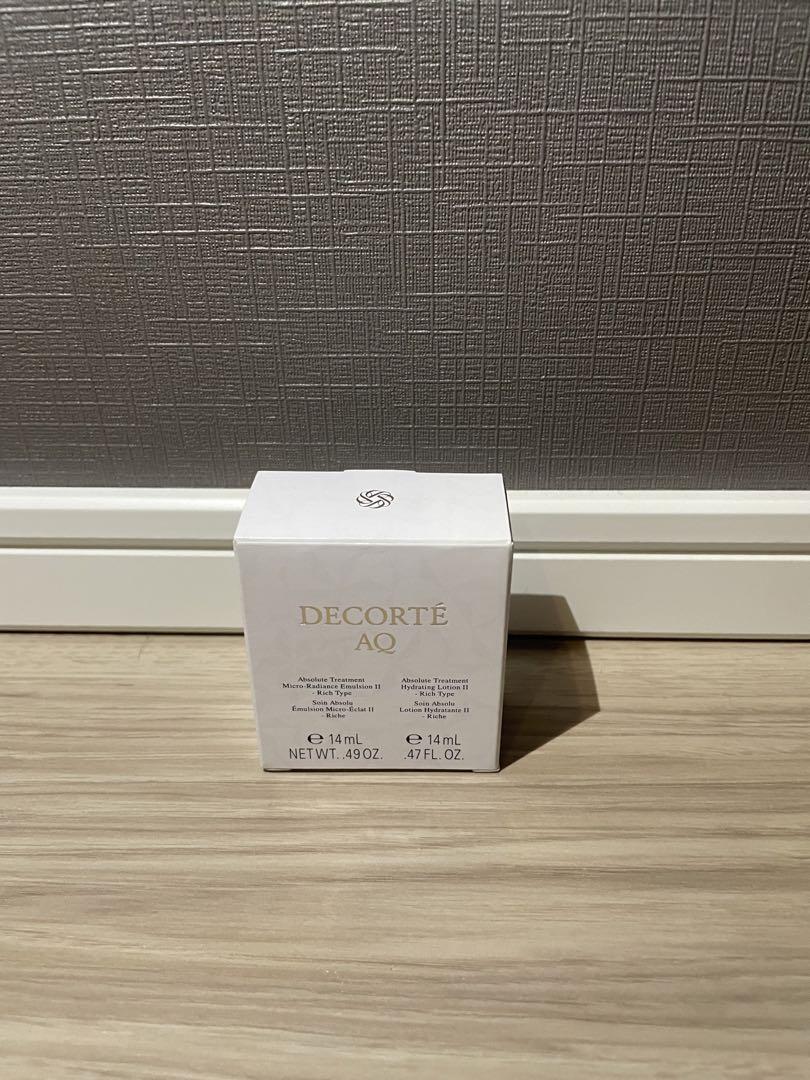 DECORTÉ
AQ
Absolute Treatment
Micro-Radiance Emulsion II
- Rich Type
Soin Absolu
Émulsion Micro-Éclat II
- Riche
℮ 14 mL
NET WT. .49 OZ.
Absolute Treatment
Hydrating Lotion II
- Rich Type
Soin Absolu
Lotion Hydratante II
- Riche
℮ 14 mL
.47 FL. OZ.